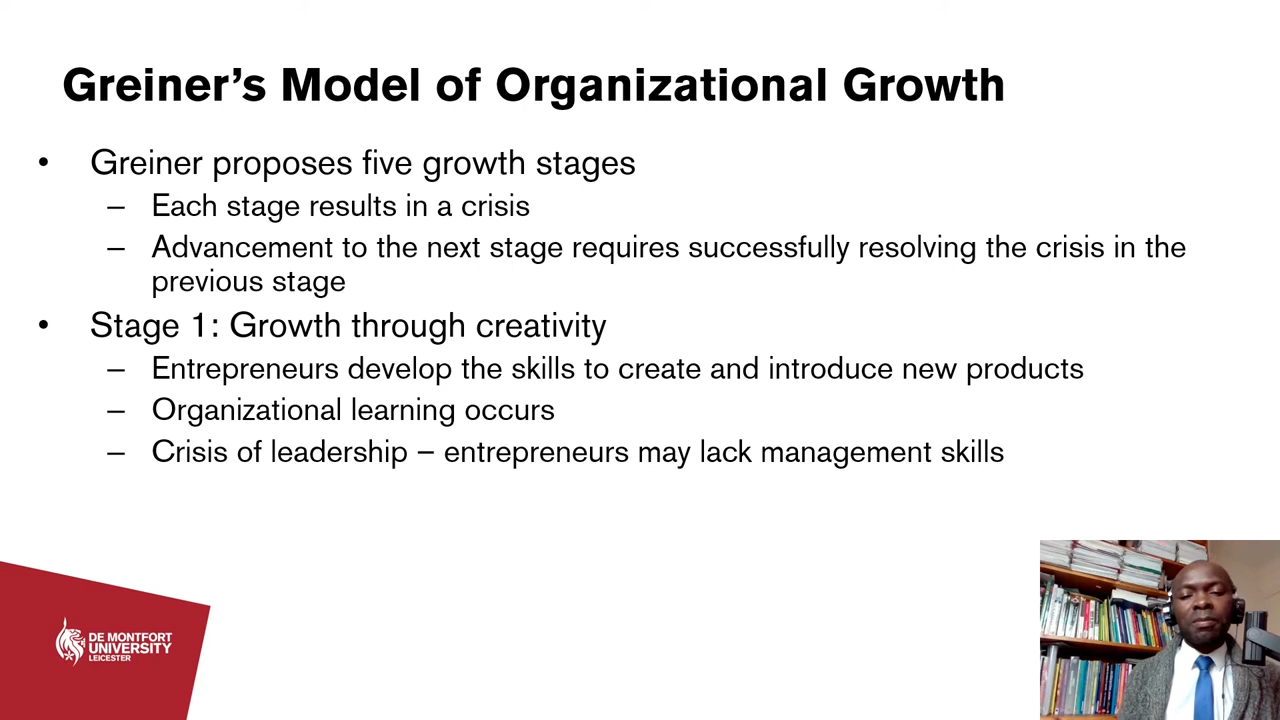 Greiner’s Model of Organizational Growth
• Greiner proposes five growth stages
– Each stage results in a crisis
– Advancement to the next stage requires successfully resolving the crisis in the
previous stage
• Stage 1: Growth through creativity
– Entrepreneurs develop the skills to create and introduce new products
– Organizational learning occurs
– Crisis of leadership – entrepreneurs may lack management skills
DE MONTFORT
UNIVERSITY
LEICESTER